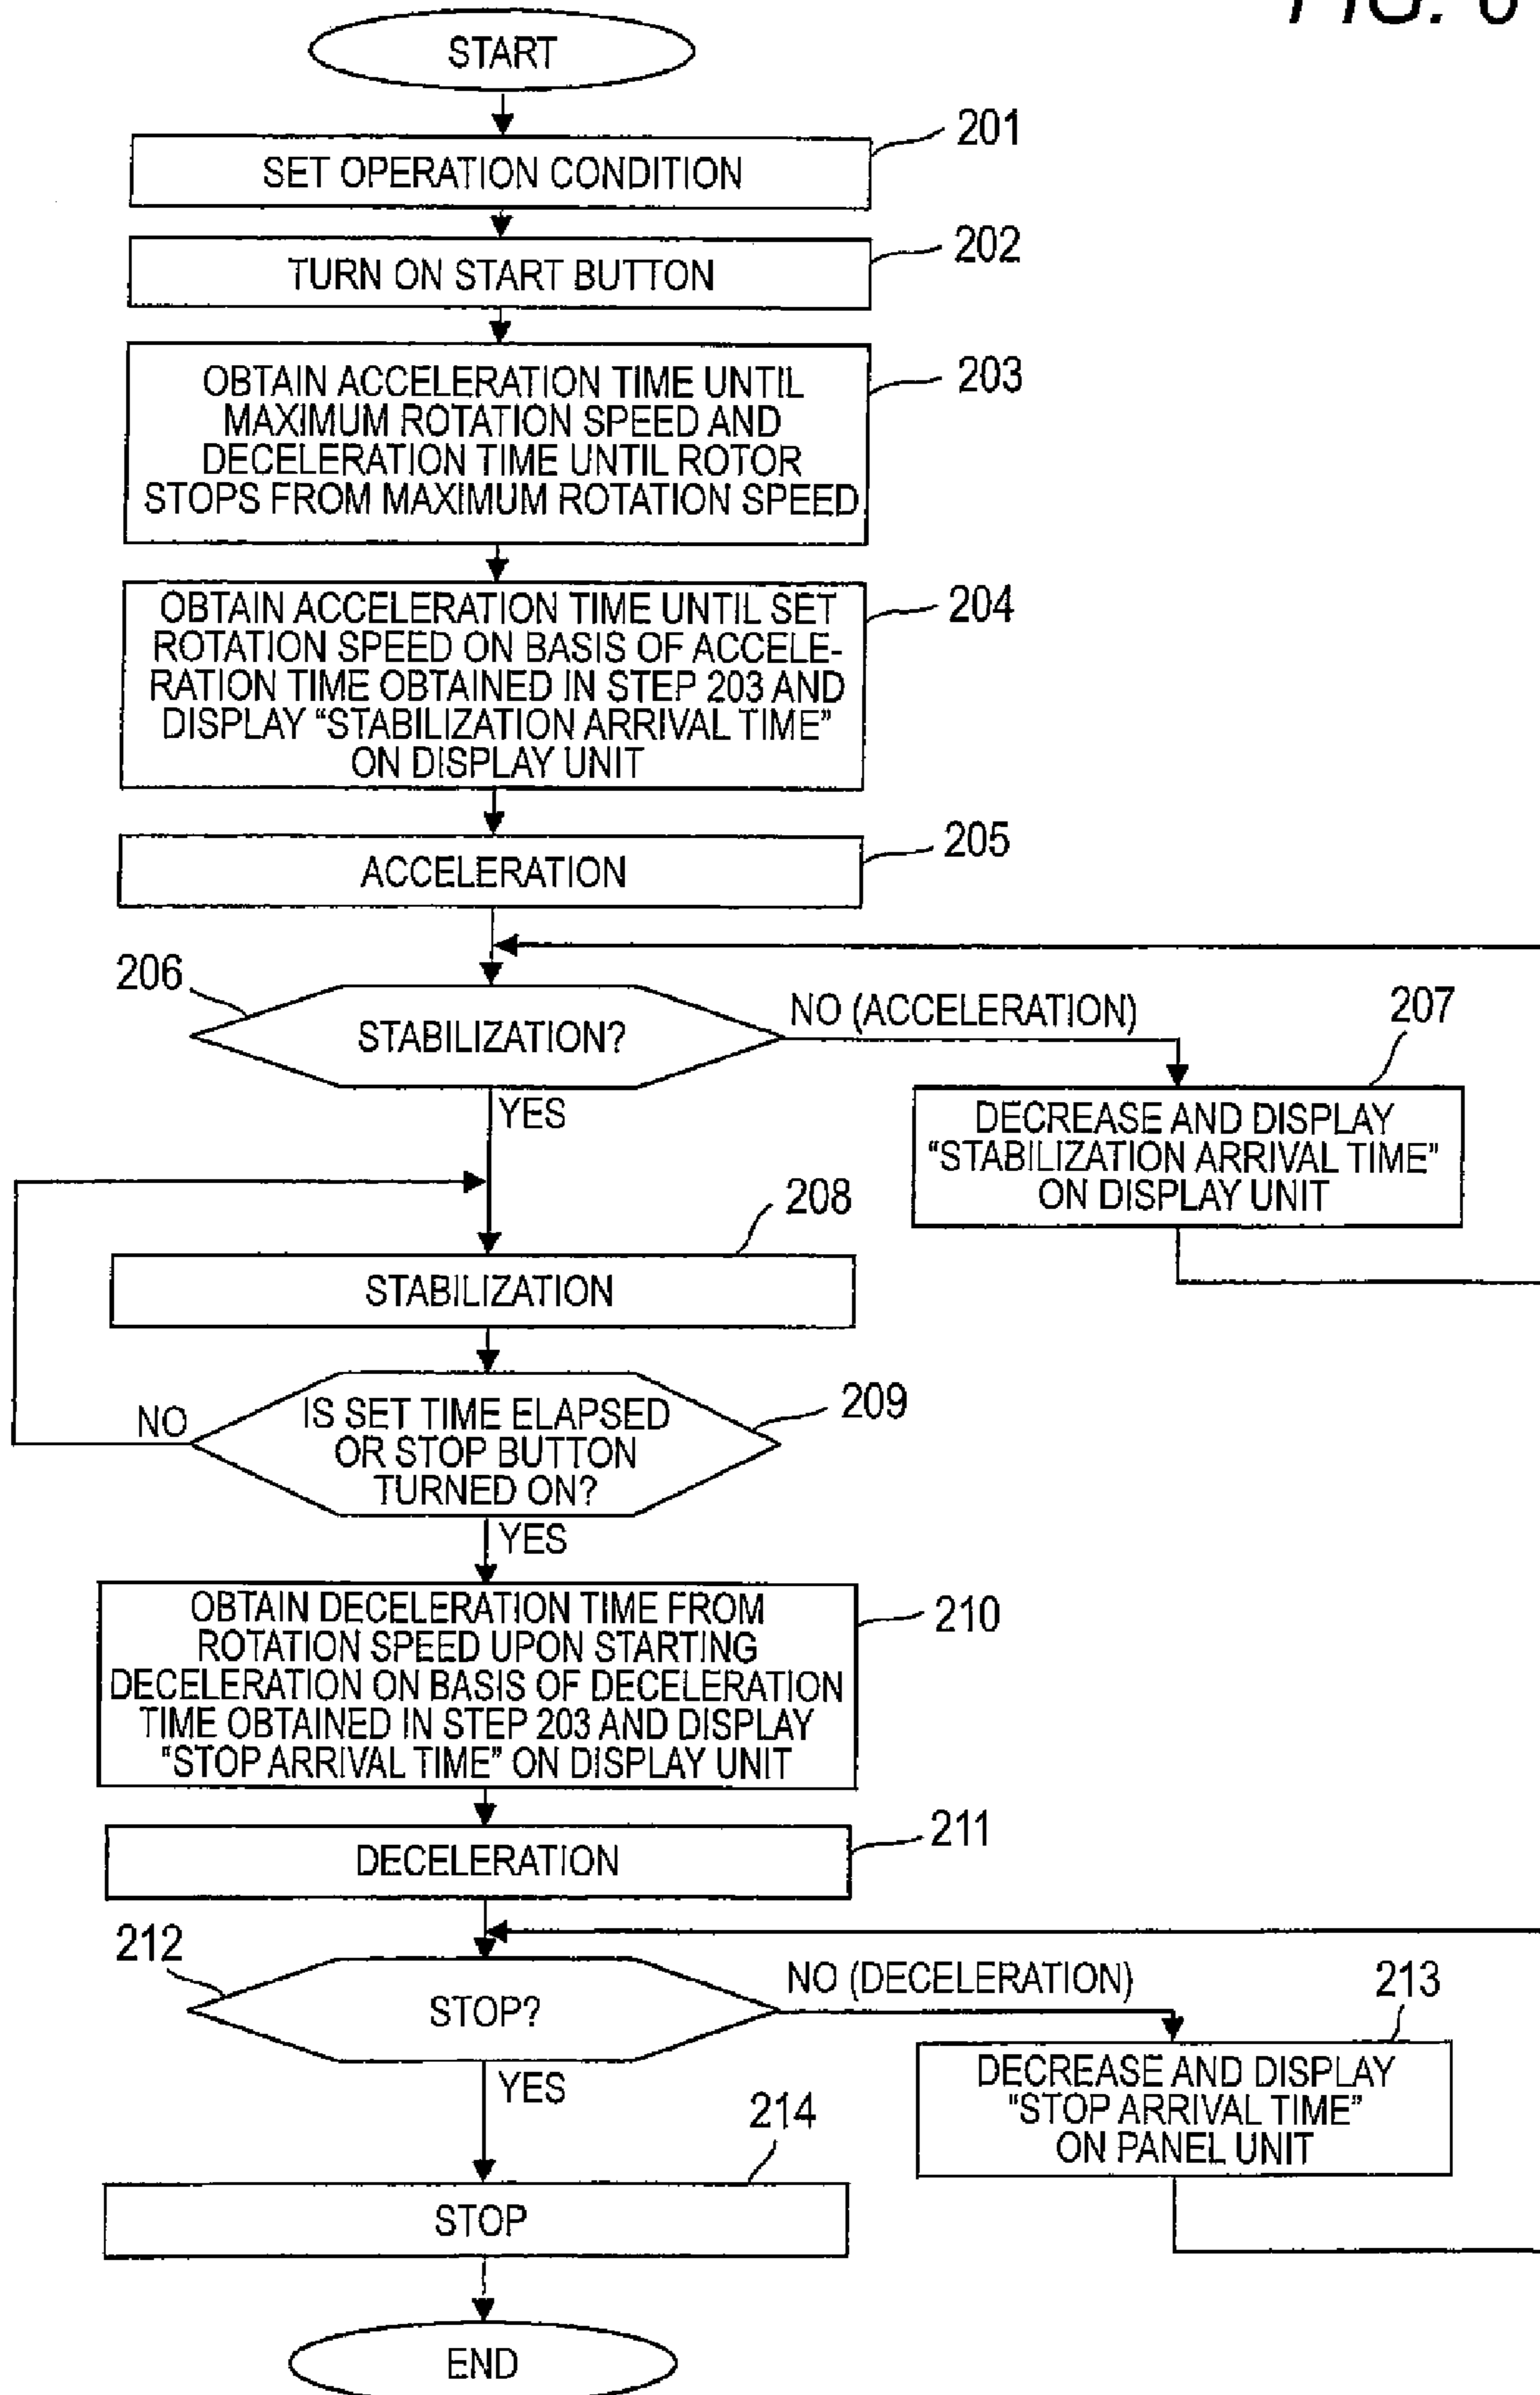 FIG. 6
START
201
SET OPERATION CONDITION
202
TURN ON START BUTTON
203
OBTAIN ACCELERATION TIME UNTIL
MAXIMUM ROTATION SPEED AND
DECELERATION TIME UNTIL ROTOR
STOPS FROM MAXIMUM ROTATION SPEED
204
OBTAIN ACCELERATION TIME UNTIL SET
ROTATION SPEED ON BASIS OF ACCELE-
RATION TIME OBTAINED IN STEP 203 AND
DISPLAY “STABILIZATION ARRIVAL TIME”
ON DISPLAY UNIT
205
ACCELERATION
206
STABILIZATION?
NO (ACCELERATION)
207
YES
DECREASE AND DISPLAY
“STABILIZATION ARRIVAL TIME”
ON DISPLAY UNIT
208
STABILIZATION
209
NO
IS SET TIME ELAPSED
OR STOP BUTTON
TURNED ON?
YES
210
OBTAIN DECELERATION TIME FROM
ROTATION SPEED UPON STARTING
DECELERATION ON BASIS OF DECELERATION
TIME OBTAINED IN STEP 203 AND DISPLAY
“STOP ARRIVAL TIME” ON DISPLAY UNIT
211
DECELERATION
212
STOP?
NO (DECELERATION)
213
YES
DECREASE AND DISPLAY
“STOP ARRIVAL TIME”
ON PANEL UNIT
214
STOP
END